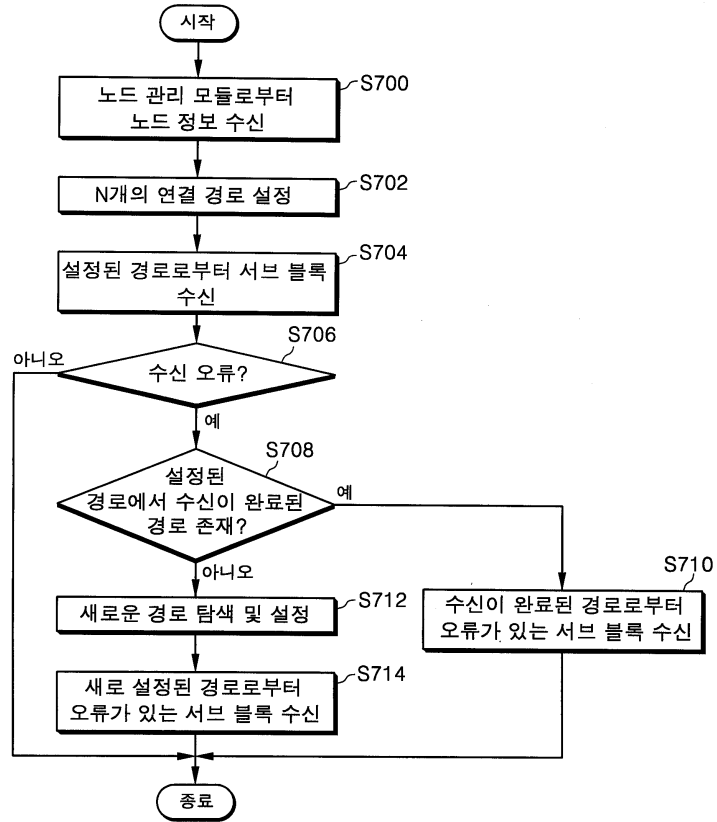 시작
S700
노드 관리 모듈로부터
노드 정보 수신
S702
N개의 연결 경로 설정
S704
설정된 경로로부터 서브 블록
수신
S706
아니오
수신 오류?
예
S708
설정된
경로에서 수신이 완료된
경로 존재?
예
아니오
S710
수신이 완료된 경로로부터
오류가 있는 서브 블록 수신
S712
새로운 경로 탐색 및 설정
S714
새로 설정된 경로로부터
오류가 있는 서브 블록 수신
종료